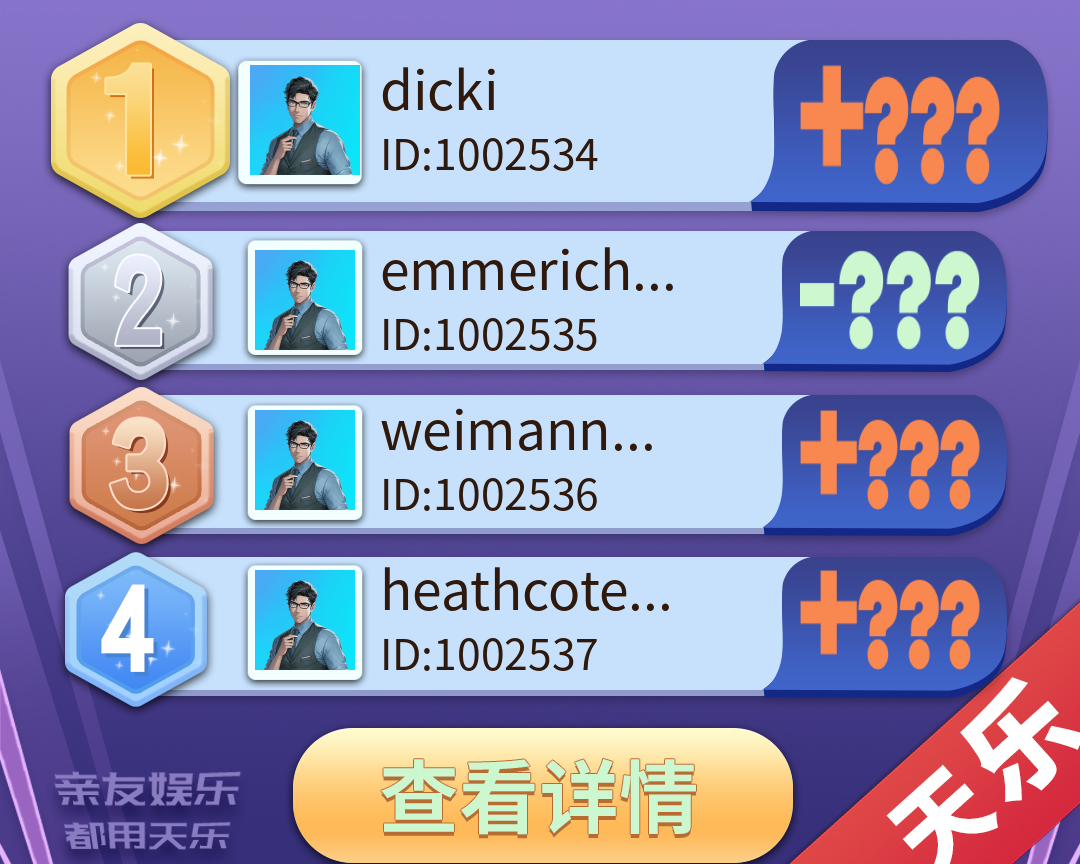 1
dicki
ID:1002534
+???
2
emmerich...
ID:1002535
-???
3
weimann...
ID:1002536
+???
4
heathcote...
ID:1002537
+???
查看详情
亲友娱乐
都用天乐
天乐